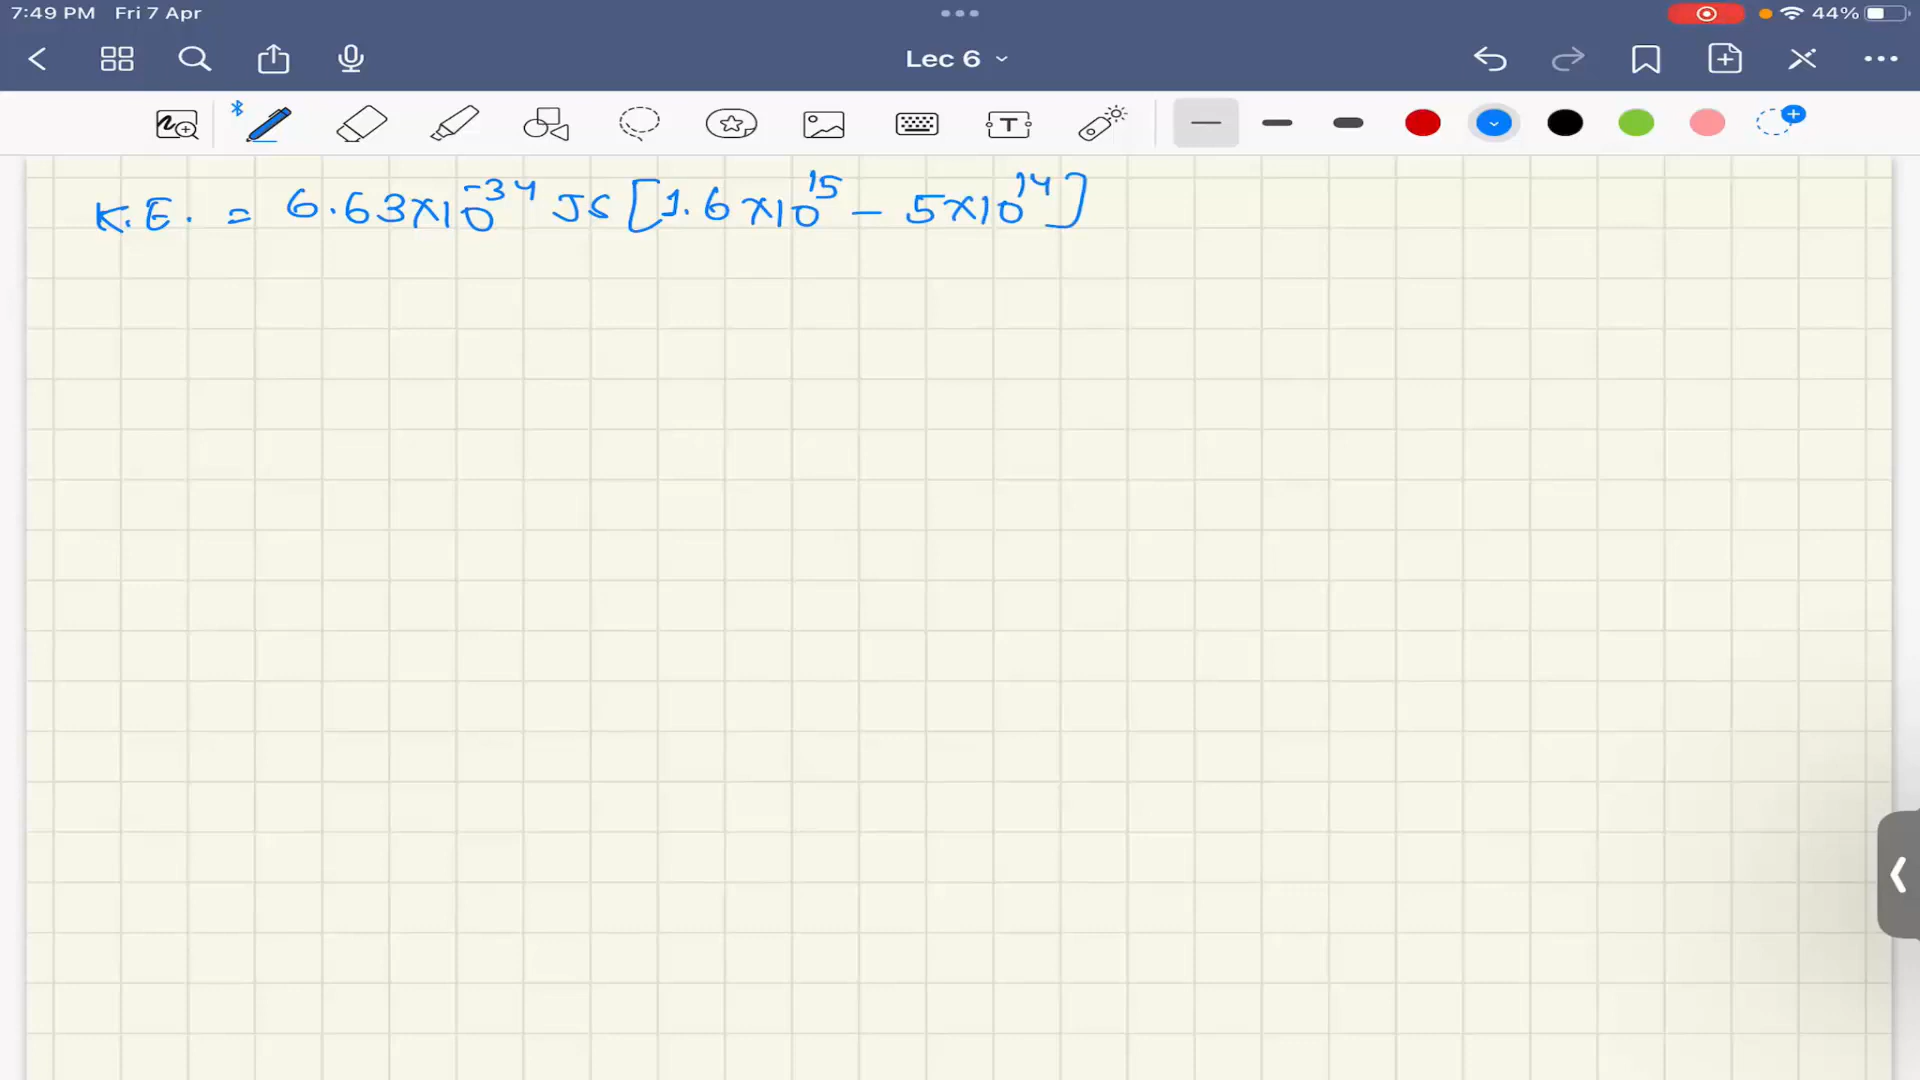 7:49 PM Fri 7 Apr 44%
Lec 6
T
K.E. = 6.63×10⁻³⁴ JS [1.6×10¹⁵ – 5×10¹⁴]